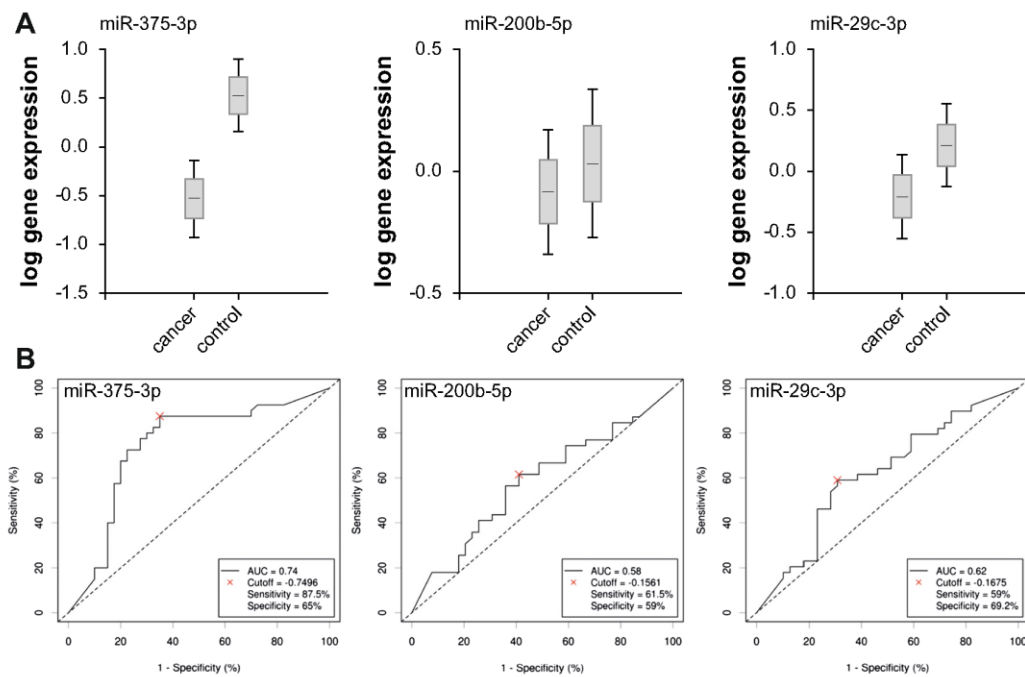 A
miR-375-3p
log gene expression
1.0
0.5
0.0
-0.5
-1.0
-1.5
cancer
control
miR-200b-5p
log gene expression
0.5
0.0
-0.5
cancer
control
miR-29c-3p
log gene expression
1.0
0.5
0.0
-0.5
-1.0
cancer
control
B
miR-375-3p
Sensitivity (%)
100
80
60
40
20
0
AUC = 0.74
Cutoff = -0.7496
Sensitivity = 87.5%
Specificity = 65%
0 20 40 60 80 100
1 - Specificity (%)
miR-200b-5p
Sensitivity (%)
100
80
60
40
20
0
AUC = 0.58
Cutoff = -0.1561
Sensitivity = 61.5%
Specificity = 59%
0 20 40 60 80 100
1 - Specificity (%)
miR-29c-3p
Sensitivity (%)
100
80
60
40
20
0
AUC = 0.62
Cutoff = -0.1675
Sensitivity = 59%
Specificity = 69.2%
0 20 40 60 80 100
1 - Specificity (%)